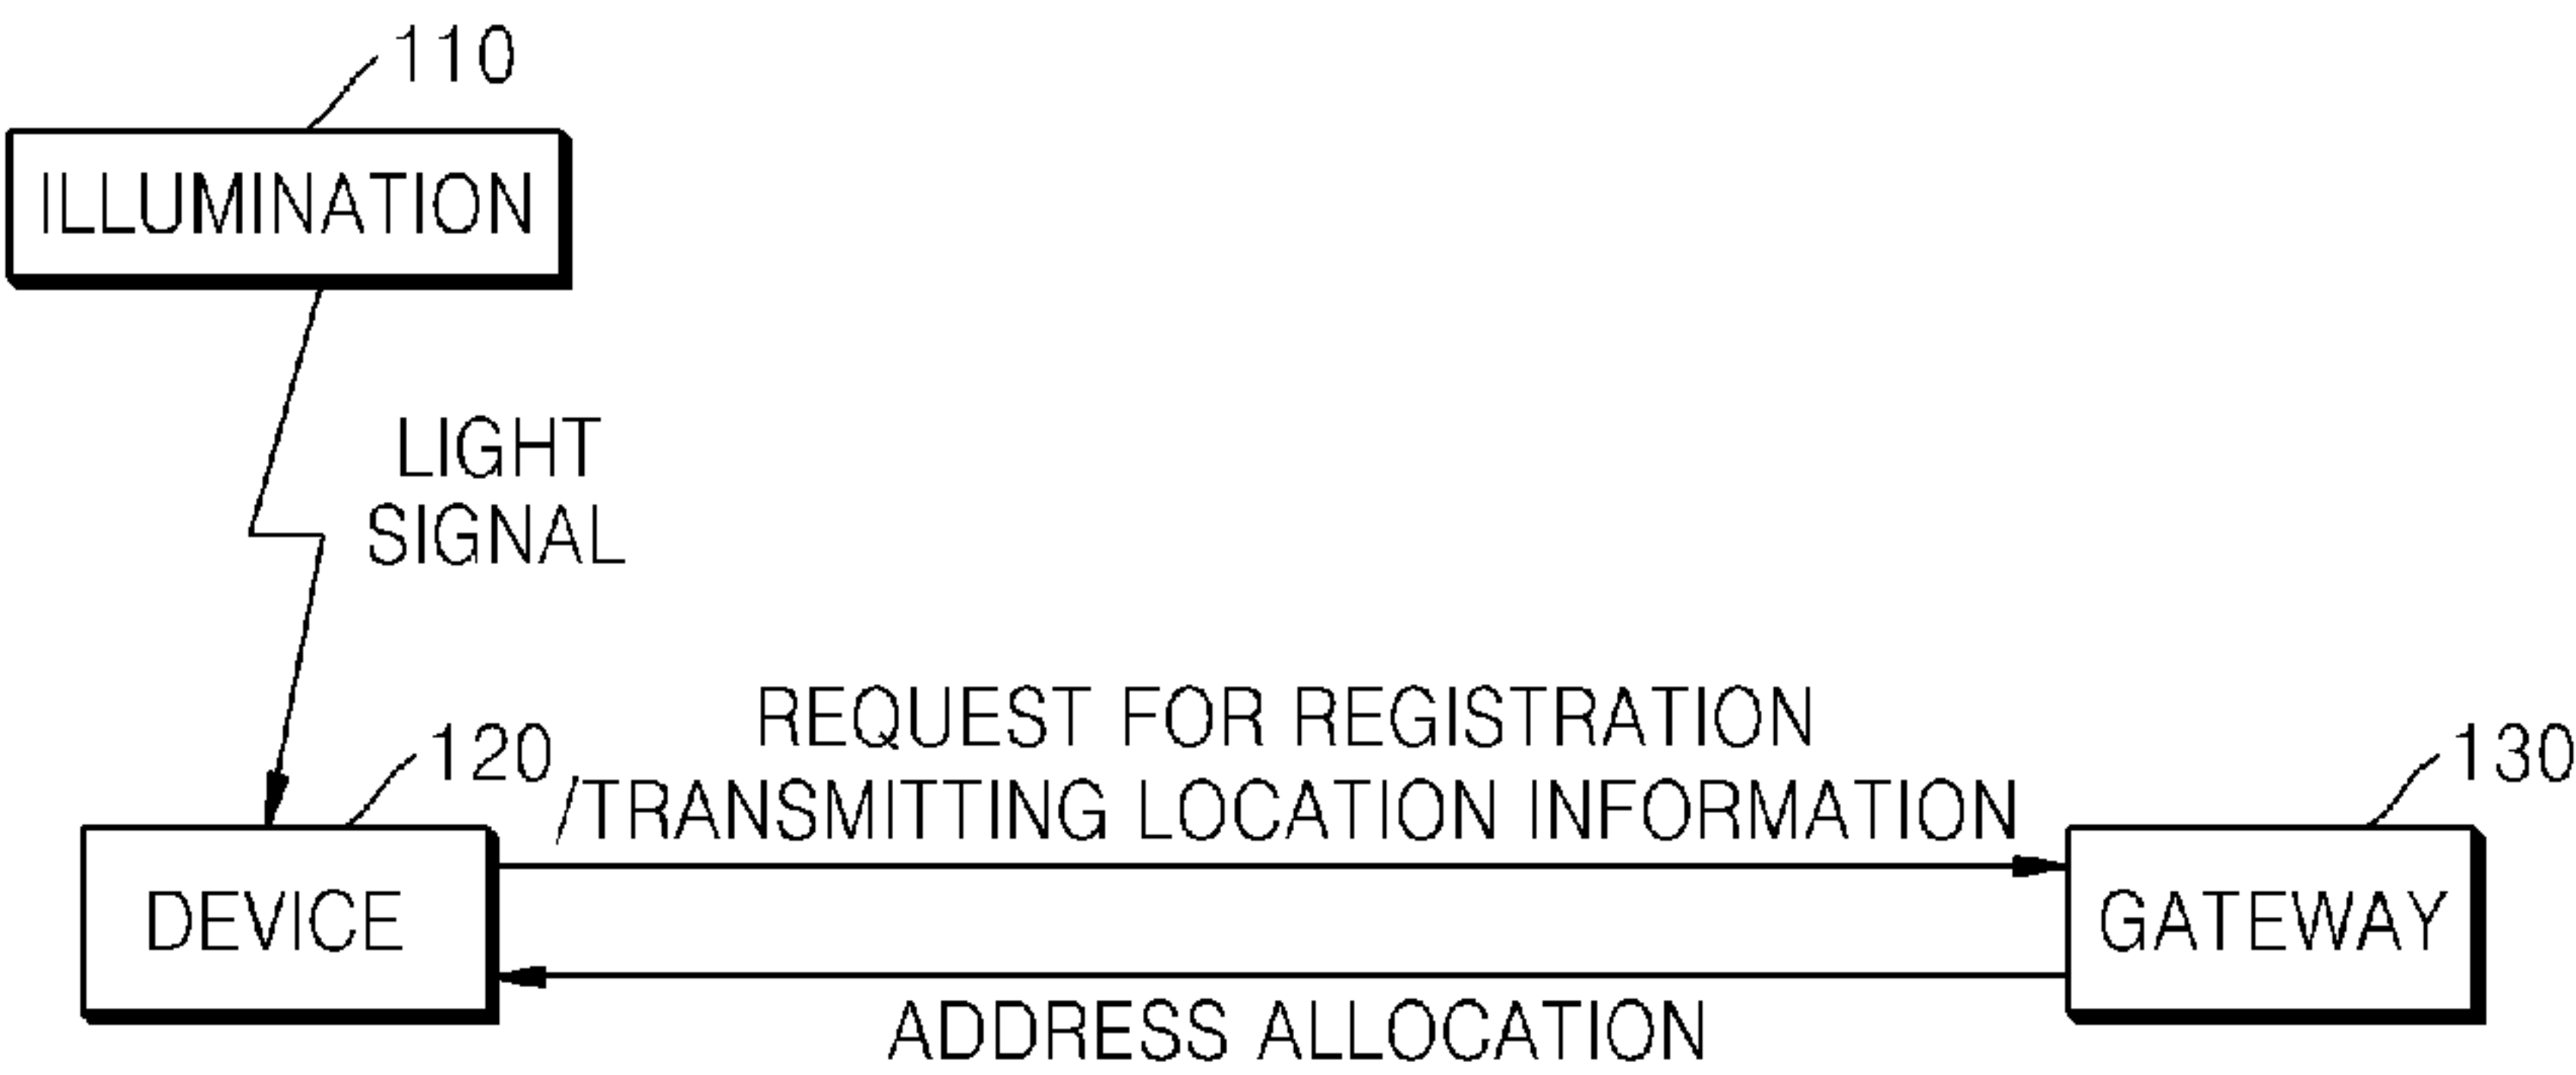 110
ILLUMINATION
LIGHT
SIGNAL
REQUEST FOR REGISTRATION
/TRANSMITTING LOCATION INFORMATION
120
130
DEVICE
GATEWAY
ADDRESS ALLOCATION